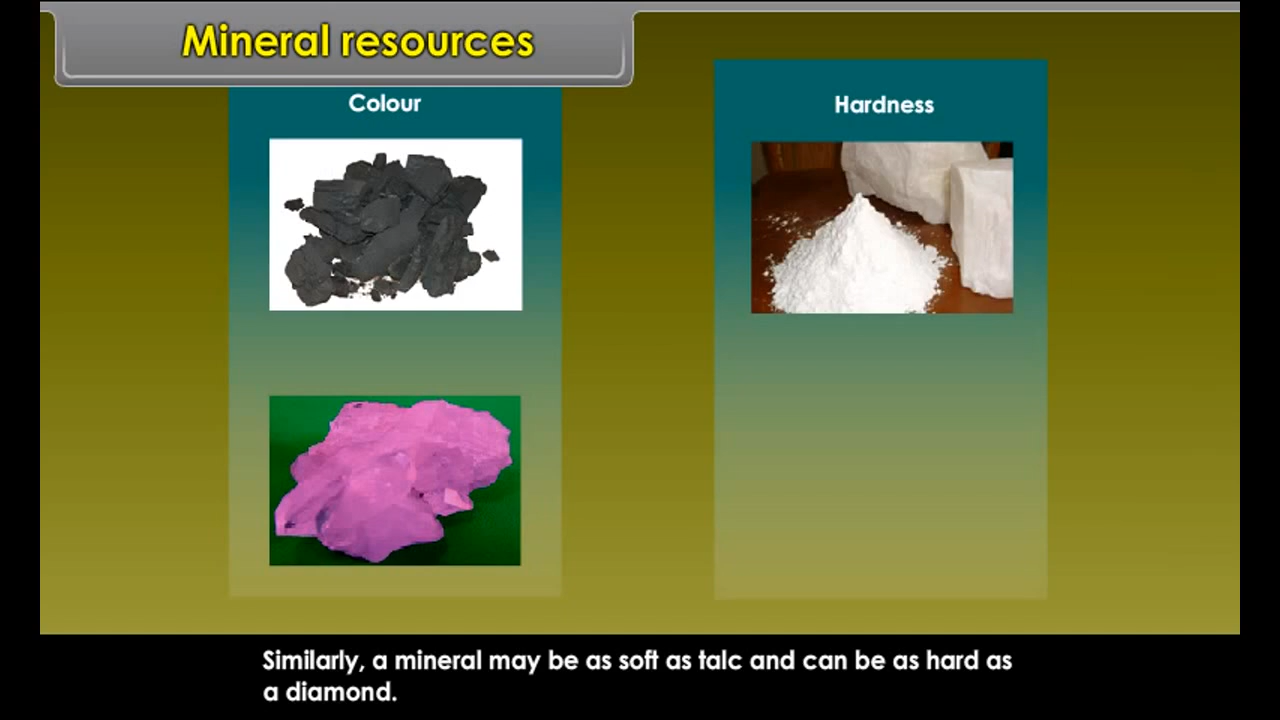 Mineral resources
Colour
Hardness
Similarly, a mineral may be as soft as talc and can be as hard as
a diamond.